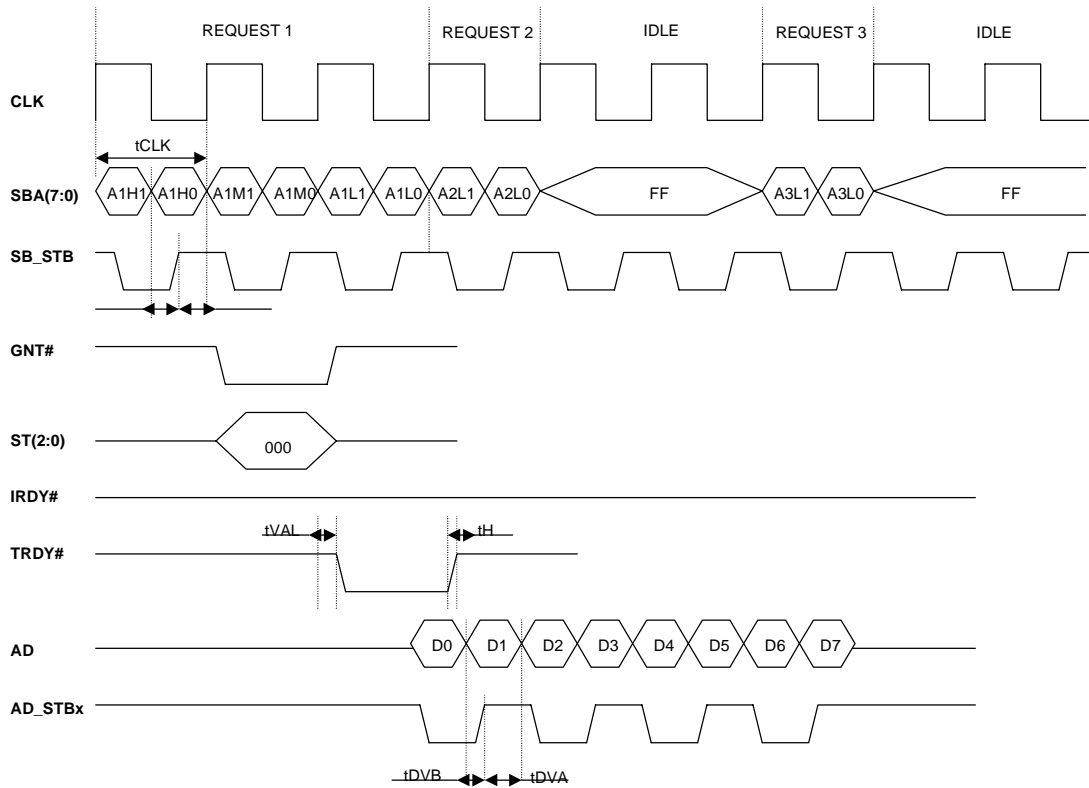 REQUEST 1 REQUEST 2 IDLE REQUEST 3 IDLE
CLK
tCLK
SBA(7:0) A1H1 A1H0 A1M1 A1M0 A1L1 A1L0 A2L1 A2L0 FF A3L1 A3L0 FF
SB_STB
GNT#
ST(2:0) 000
IRDY#
tVAL tH
TRDY#
AD D0 D1 D2 D3 D4 D5 D6 D7
AD_STBx
tDVB tDVA